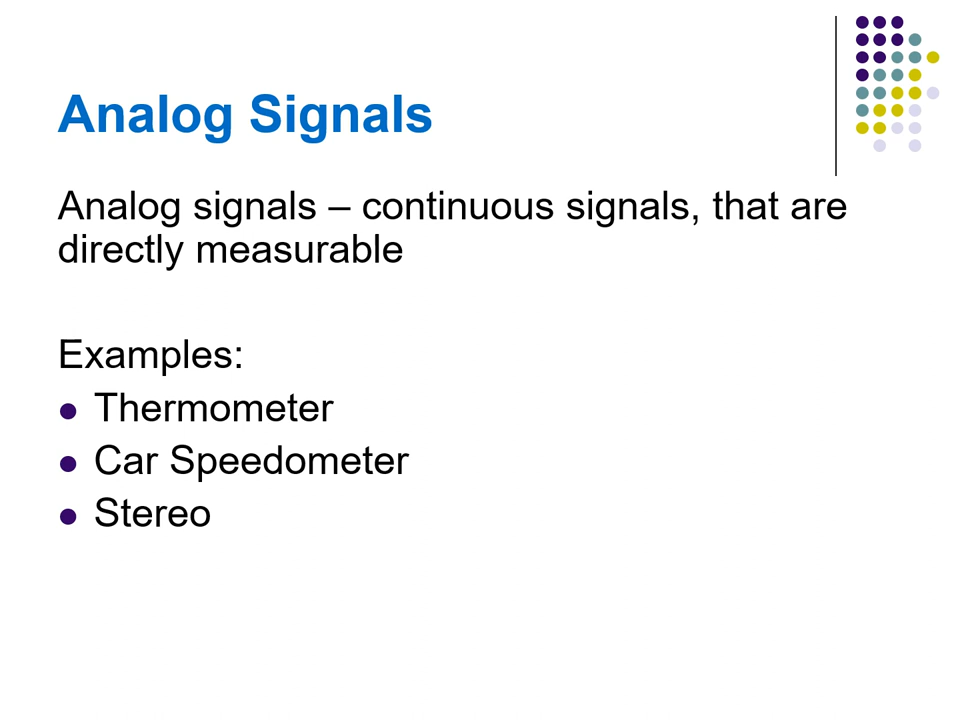 Analog Signals
Analog signals – continuous signals, that are
directly measurable
Examples:
Thermometer
Car Speedometer
Stereo